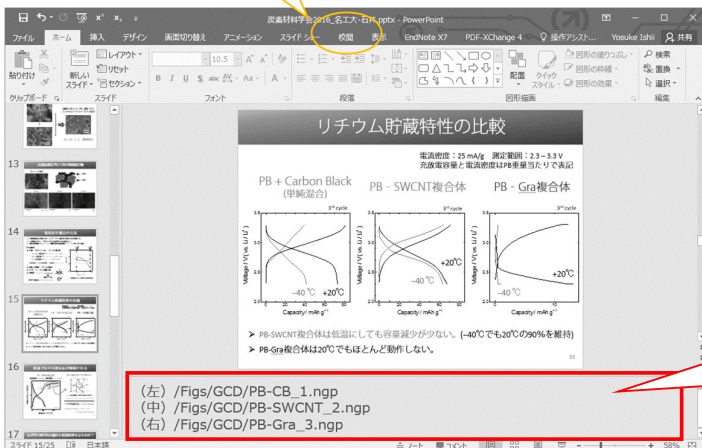 炭素材料学会2016_名工大・石井.pptx - PowerPoint
ファイル ホーム 挿入 デザイン 画面切り替え アニメーション スライド ショー 校閲 表示 EndNote X7 PDF-XChange 4 操作アシスト... Yosuke Ishii 共有
貼り付け
新しい
スライド
レイアウト
リセット
セクション
10.5
配置
クイック
スタイル
図形の塗りつぶし
図形の枠線
図形の効果
検索
置換
選択
クリップボード スライド フォント 段落 図形描画 編集
13
14
15
16
17
リチウム貯蔵特性の比較
電流密度：25 mA/g 測定範囲：2.3 – 3.3 V
充放電容量と電流密度はPB重量当たりで表記
PB + Carbon Black
(単純混合)
PB - SWCNT複合体
PB - Gra複合体
3rd cycle 3rd cycle 3rd cycle
Voltage / V ( vs. Li / Li+ )
−40 ℃ +20℃
−40 ℃ +20℃
−40 ℃ +20℃
Capacity/ mAh g−1 Capacity/ mAh g−1 Capacity/ mAh g−1
➢ PB-SWCNT複合体は低温にしても容量減少が少ない。(−40℃でも20℃の90%を維持)
➢ PB-Gra複合体は20℃でもほとんど動作しない。
15
（左）/Figs/GCD/PB-CB_1.ngp
（中）/Figs/GCD/PB-SWCNT_2.ngp
（右）/Figs/GCD/PB-Gra_3.ngp
スライド 15/25 日本語 ノート コメント 58%